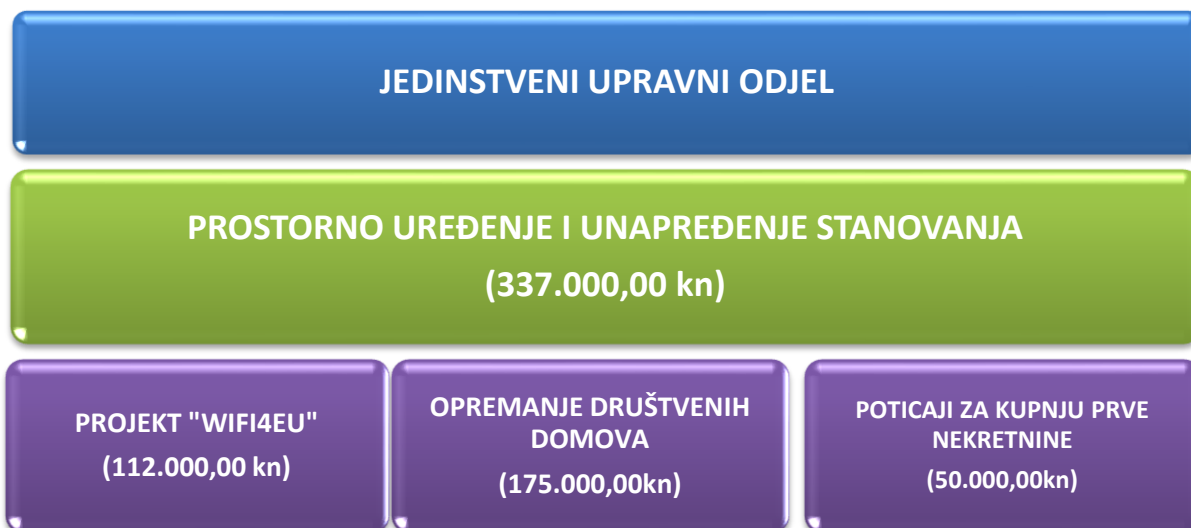 JEDINSTVENI UPRAVNI ODJEL
PROSTORNO UREĐENJE I UNAPREĐENJE STANOVANJA
(337.000,00 kn)
PROJEKT "WIFI4EU"
(112.000,00 kn)
OPREMANJE DRUŠTVENIH
DOMOVA
(175.000,00kn)
POTICAJI ZA KUPNJU PRVE
NEKRETNINE
(50.000,00kn)